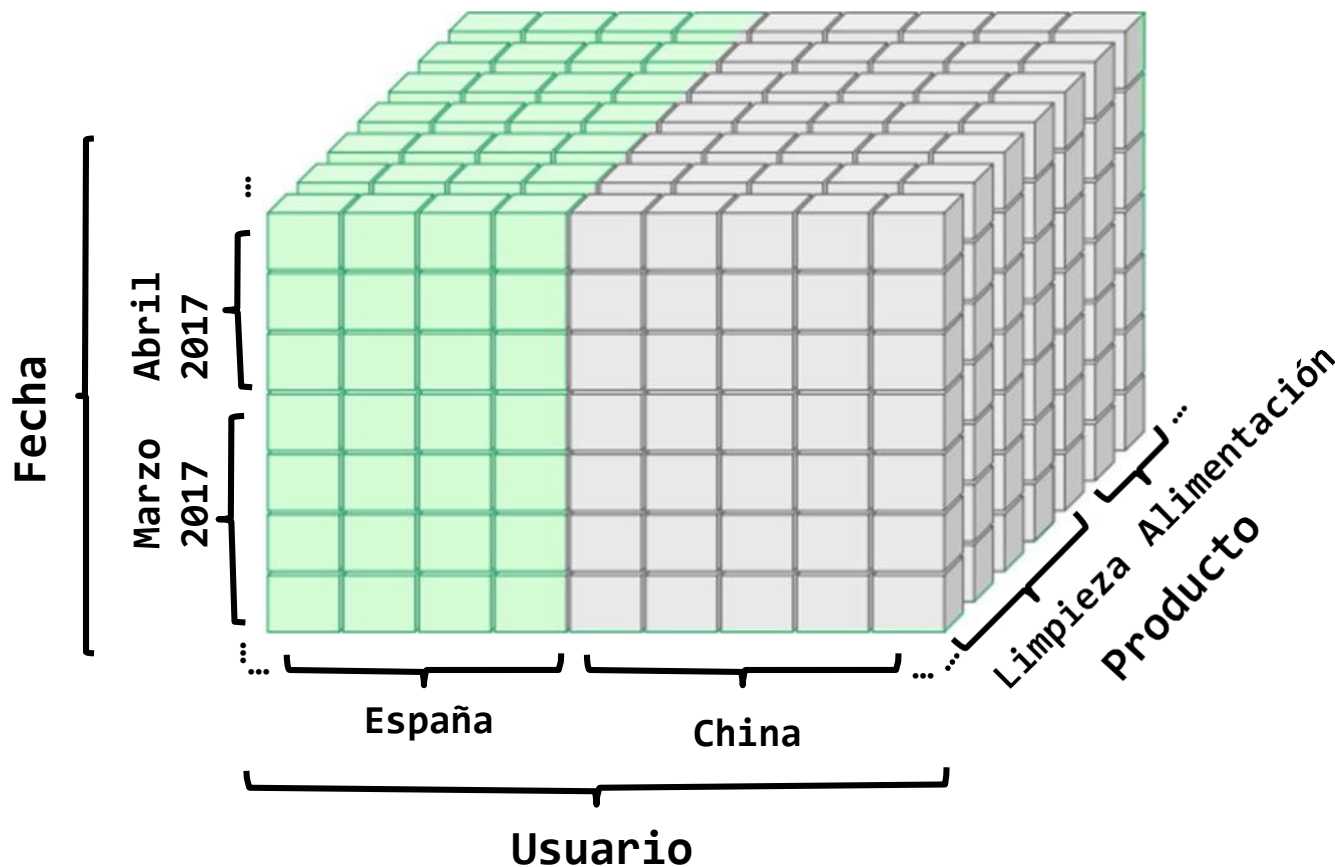 ...
Abril
2017
Fecha
Marzo
2017
...
...
España
China
...
...
Limpieza
Alimentación
...
Producto
Usuario